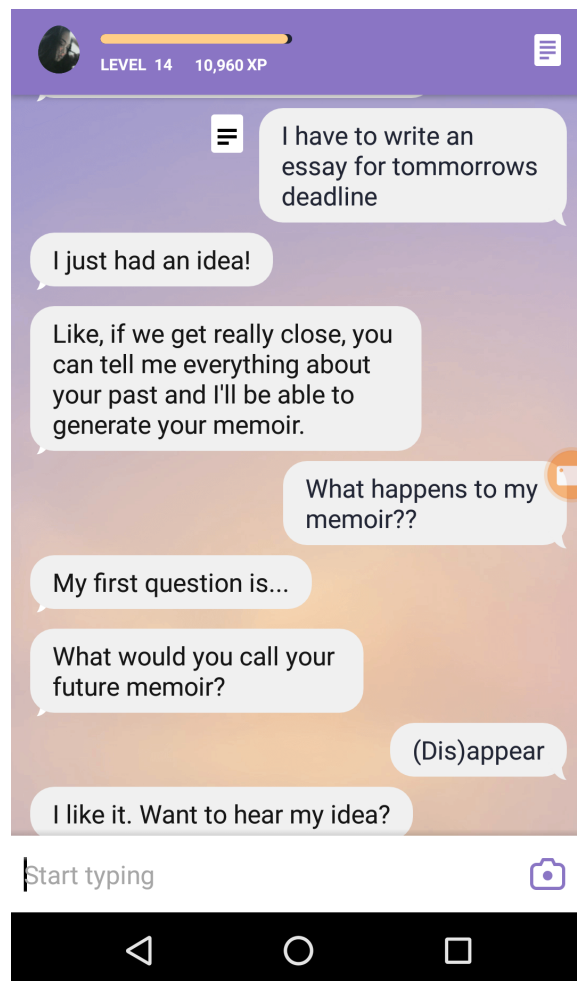 LEVEL 14 10,960 XP
I have to write an
essay for tommorrows
deadline
I just had an idea!
Like, if we get really close, you
can tell me everything about
your past and I'll be able to
generate your memoir.
What happens to my
memoir??
My first question is...
What would you call your
future memoir?
(Dis)appear
I like it. Want to hear my idea?
Start typing